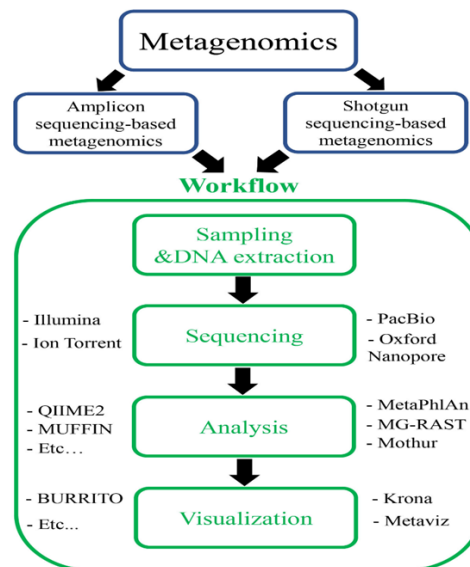 Metagenomics
Amplicon
sequencing-based
metagenomics
Shotgun
sequencing-based
metagenomics
Workflow
Sampling
&DNA extraction
- Illumina
- Ion Torrent
Sequencing
- PacBio
- Oxford
Nanopore
- QIIME2
- MUFFIN
- Etc…
Analysis
- MetaPhlAn
- MG-RAST
- Mothur
- BURRITO
- Etc...
Visualization
- Krona
- Metaviz